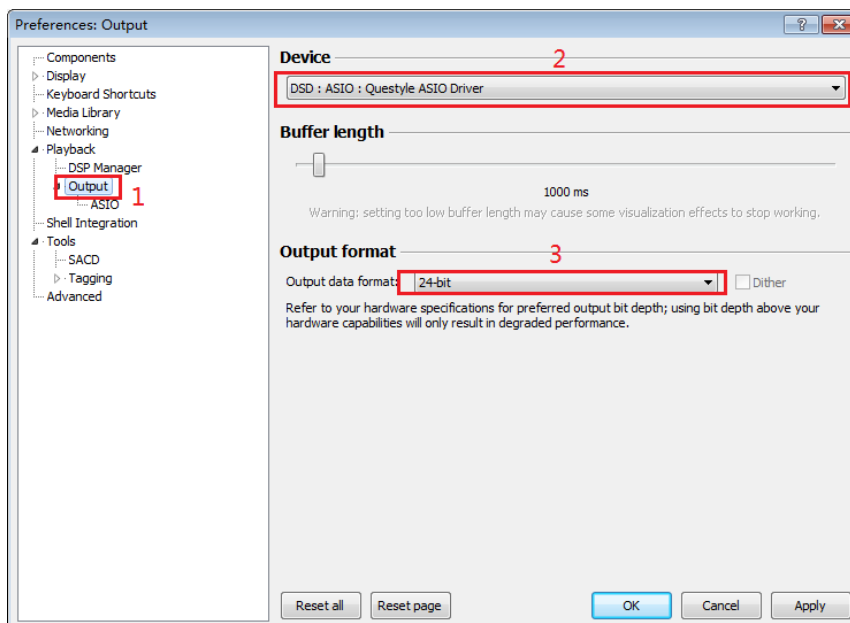 Preferences: Output
Components
Display
Keyboard Shortcuts
Media Library
Networking
Playback
DSP Manager
Output
1
ASIO
Shell Integration
Tools
SACD
Tagging
Advanced
Device
2
DSD : ASIO : Questyle ASIO Driver
Buffer length
1000 ms
Warning: setting too low buffer length may cause some visualization effects to stop working.
Output format
3
Output data format: 24-bit Dither
Refer to your hardware specifications for preferred output bit depth; using bit depth above your
hardware capabilities will only result in degraded performance.
Reset all Reset page OK Cancel Apply